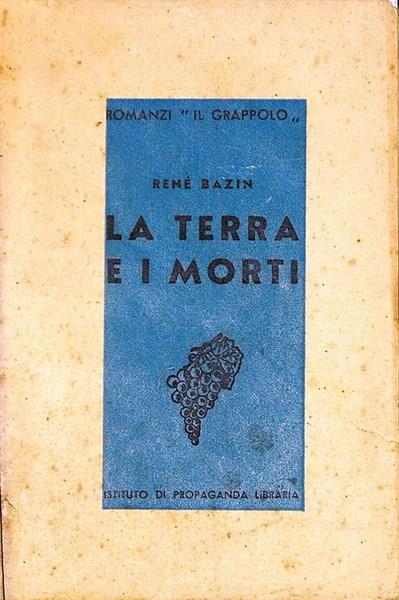 ROMANZI " IL GRAPPOLO „
RENÉ BAZIN
LA TERRA
E I MORTI
ISTITUTO DI PROPAGANDA LIBRARIA